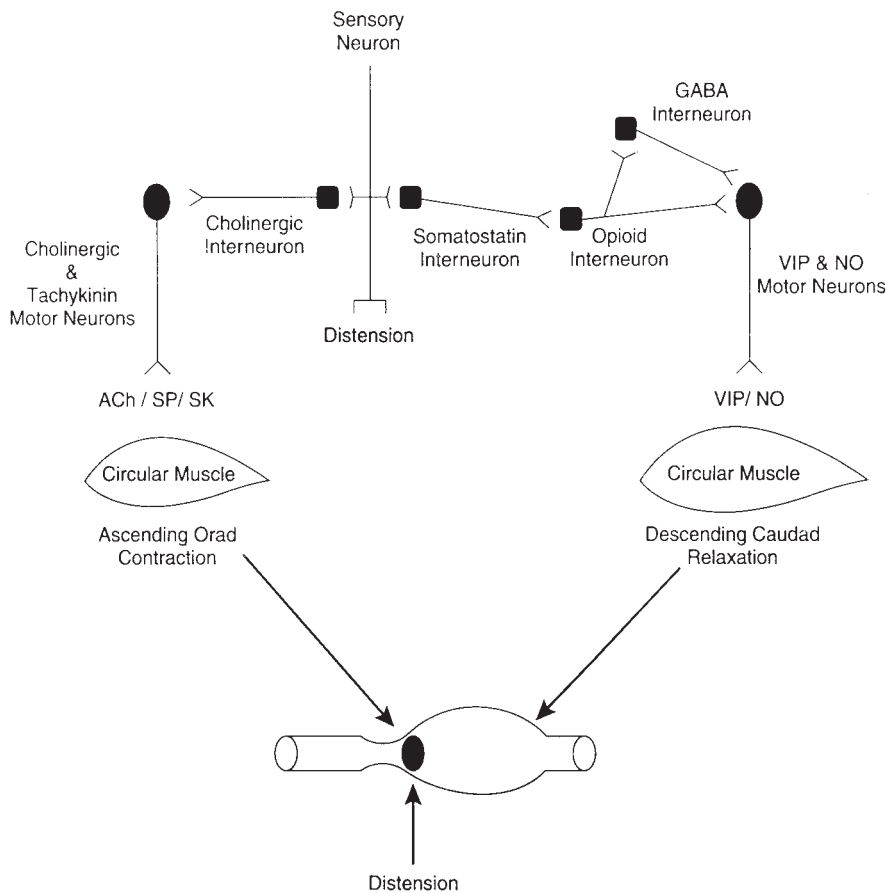 Sensory
Neuron
GABA
Interneuron
Cholinergic
Interneuron
Somatostatin
Interneuron
Opioid
Interneuron
Cholinergic
&
Tachykinin
Motor Neurons
VIP & NO
Motor Neurons
Distension
ACh / SP/ SK
VIP/ NO
Circular Muscle
Circular Muscle
Ascending Orad
Contraction
Descending Caudad
Relaxation
Distension